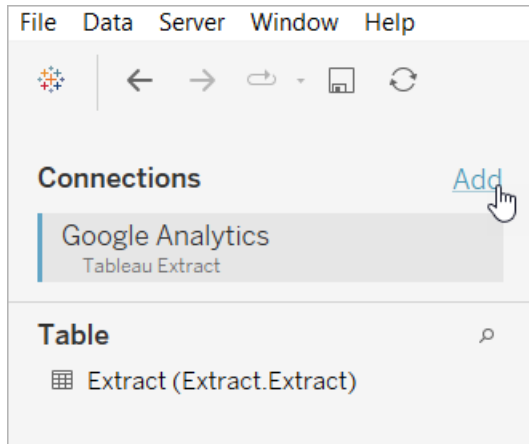 File Data Server Window Help
Connections Add
Google Analytics
Tableau Extract
Table
Extract (Extract.Extract)